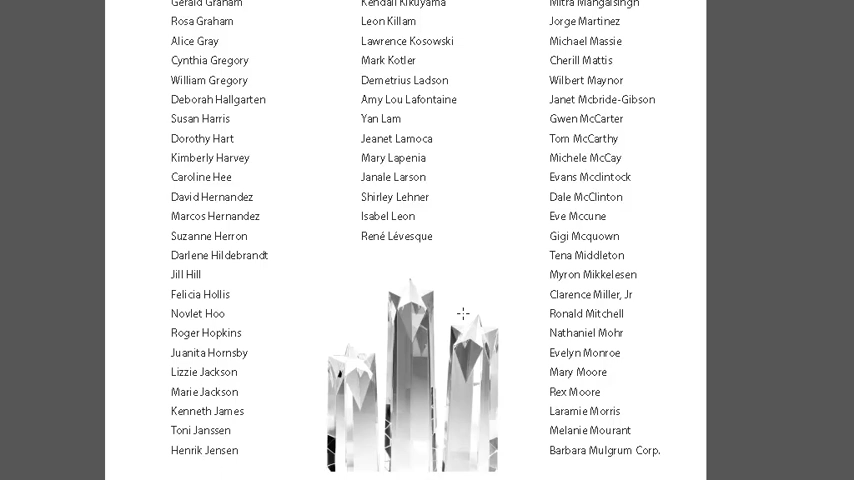 Gerald Graham
Rosa Graham
Alice Gray
Cynthia Gregory
William Gregory
Deborah Hallgarten
Susan Harris
Dorothy Hart
Kimberly Harvey
Caroline Hee
David Hernandez
Marcos Hernandez
Suzanne Herron
Darlene Hildebrandt
Jill Hill
Felicia Hollis
Novlet Hoo
Roger Hopkins
Juanita Hornsby
Lizzie Jackson
Marie Jackson
Kenneth James
Toni Janssen
Henrik Jensen
Kendall Kikuyama
Leon Killam
Lawrence Kosowski
Mark Kotler
Demetrius Ladson
Amy Lou Lafontaine
Yan Lam
Jeanet Lamoca
Mary Lapenia
Janale Larson
Shirley Lehner
Isabel Leon
René Lévesque
Mitra Mangalsingh
Jorge Martinez
Michael Massie
Cherill Mattis
Wilbert Maynor
Janet Mcbride-Gibson
Gwen McCarter
Tom McCarthy
Michele McCay
Evans Mcclintock
Dale McClinton
Eve Mccune
Gigi Mcquown
Tena Middleton
Myron Mikkelesen
Clarence Miller, Jr
Ronald Mitchell
Nathaniel Mohr
Evelyn Monroe
Mary Moore
Rex Moore
Laramie Morris
Melanie Mourant
Barbara Mulgrum Corp.